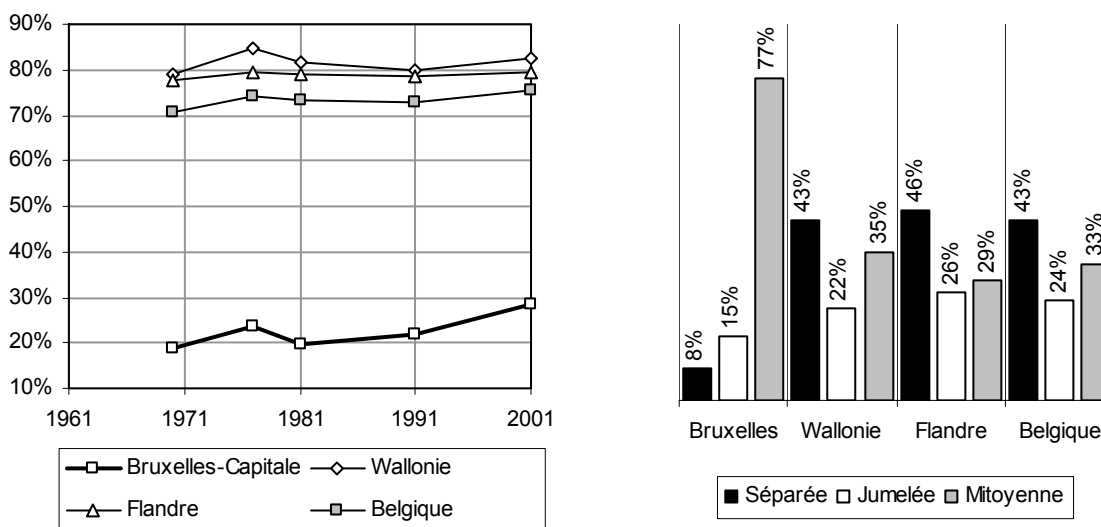 90%
80%
70%
60%
50%
40%
30%
20%
10%
1961 1971 1981 1991 2001
Bruxelles-Capitale Wallonie
Flandre Belgique
8% 15% 77% 43% 22% 35% 46% 26% 29% 43% 24% 33%
Bruxelles Wallonie Flandre Belgique
Séparée Jumelée Mitoyenne